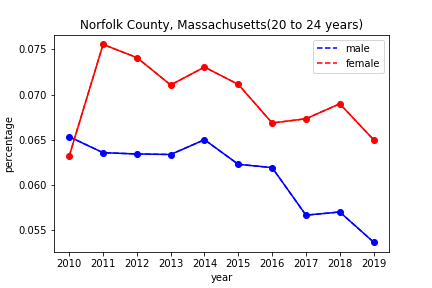 Norfolk County, Massachusetts(20 to 24 years)
male
female
percentage
0.075
0.070
0.065
0.060
0.055
2010 2011 2012 2013 2014 2015 2016 2017 2018 2019
year